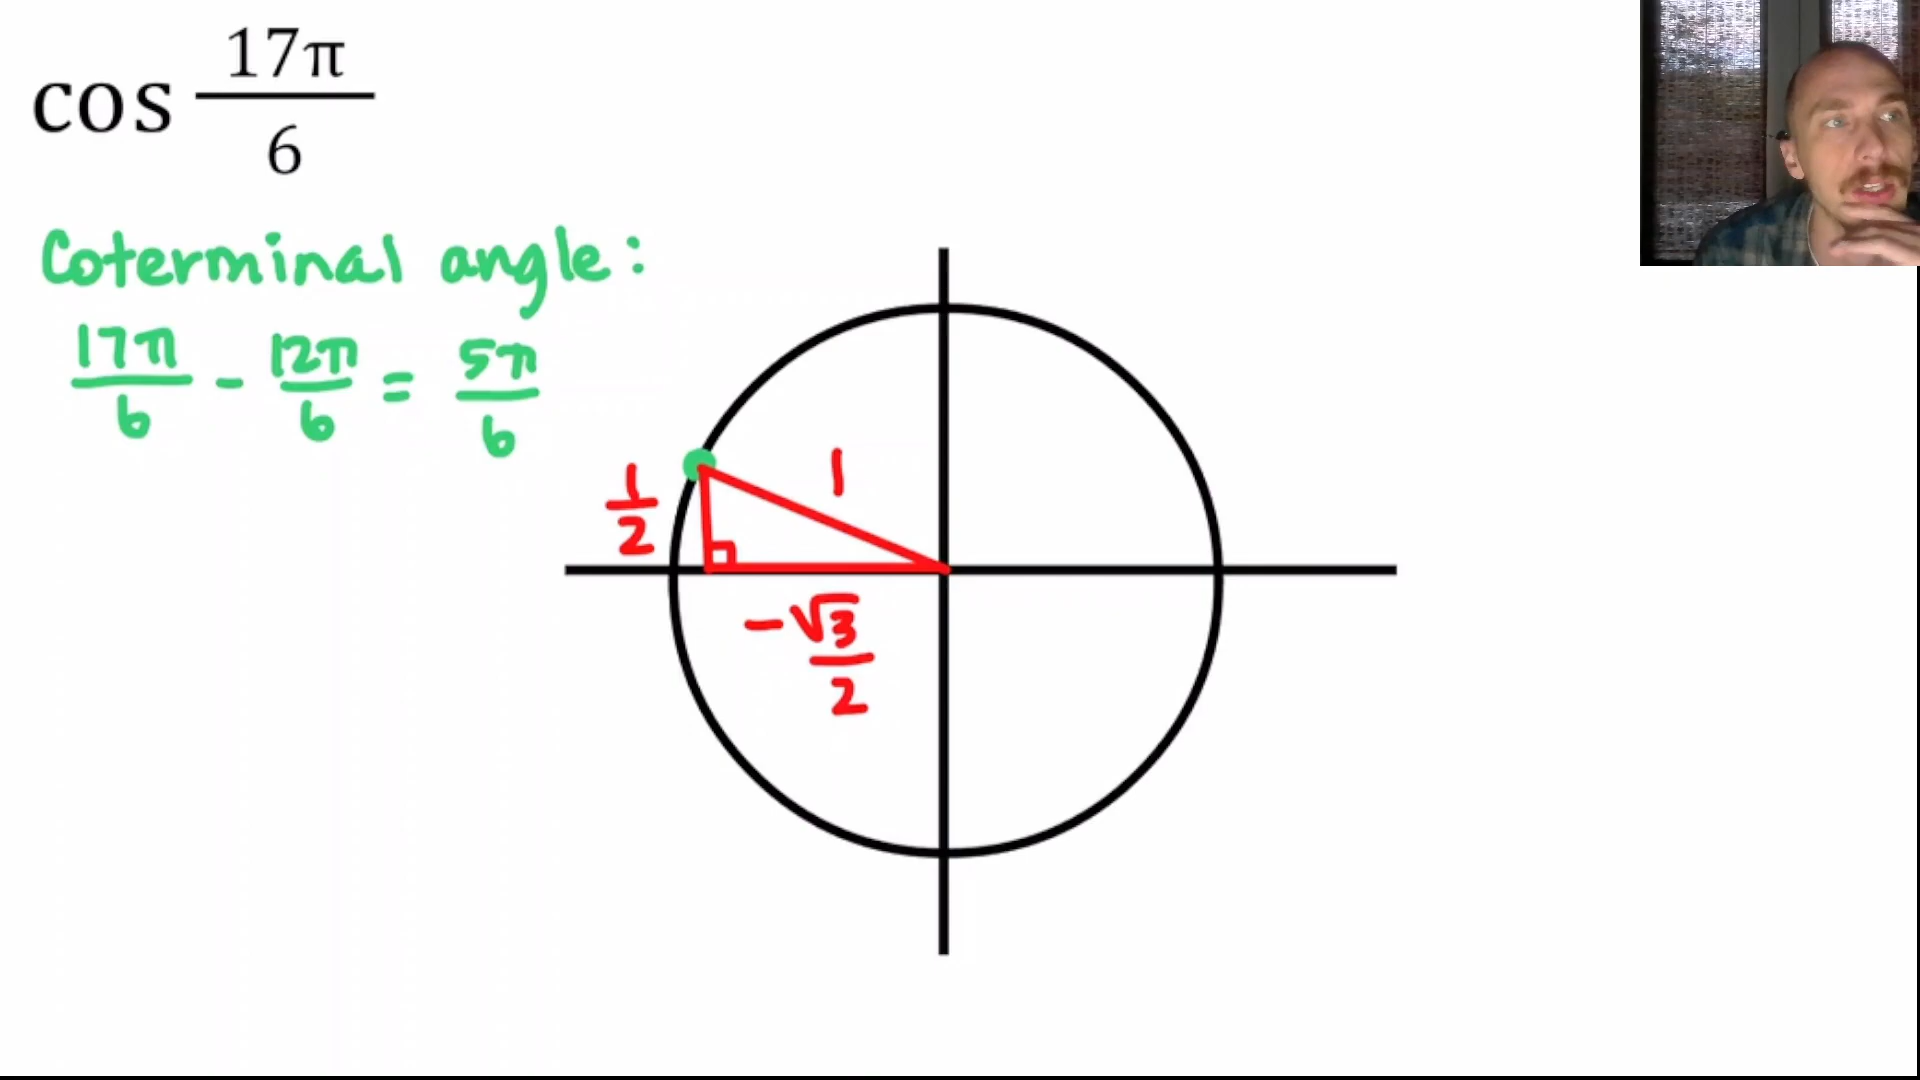 cos 17π/6
Coterminal angle:
17π/6 - 12π/6 = 5π/6
1/2
1
-√3/2